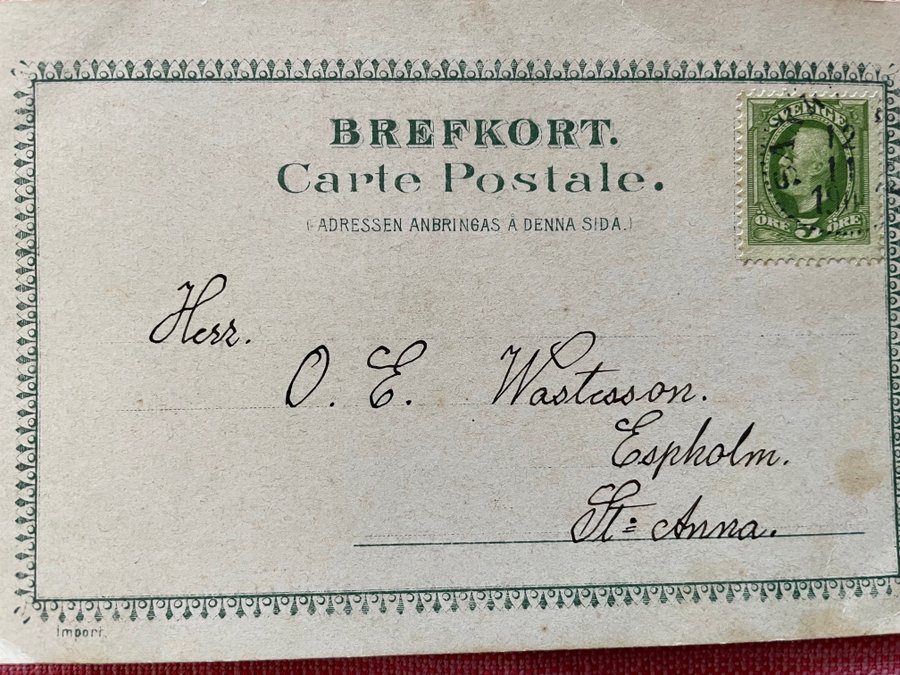 BREFKORT.
Carte Postale.
(ADRESSEN ANBRINGAS Å DENNA SIDA.)
SVERIGE
ÖRE 5 ÖRE
Herr.
O. E. Wastesson.
Espholm.
St: Anna.
Import.